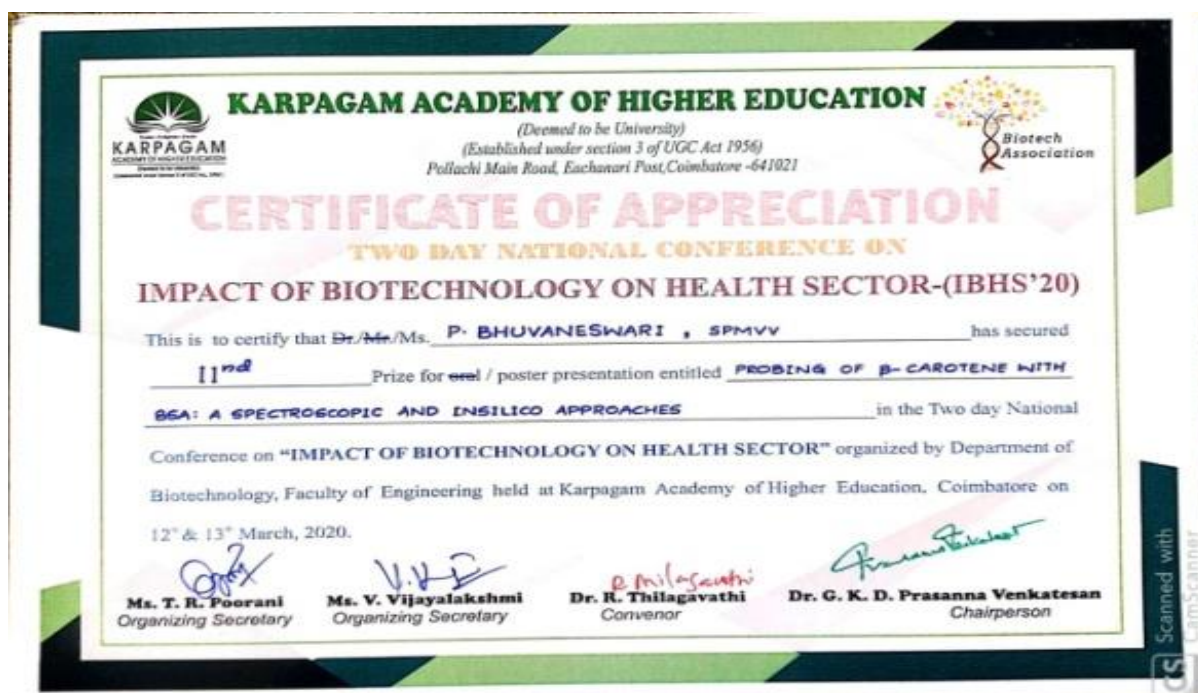 KARPAGAM ACADEMY OF HIGHER EDUCATION
(Deemed to be University)
(Established under section 3 of UGC Act 1956)
Pollachi Main Road, Eachanari Post,Coimbatore -641021
KARPAGAM
ACADEMY OF HIGHER EDUCATION
Biotech
Association
CERTIFICATE OF APPRECIATION
TWO DAY NATIONAL CONFERENCE ON
IMPACT OF BIOTECHNOLOGY ON HEALTH SECTOR-(IBHS'20)
This is to certify that Dr./Mr./Ms. P. BHUVANESWARI , SPMVV has secured
IInd Prize for oral / poster presentation entitled PROBING OF β-CAROTENE WITH
BSA: A SPECTROSCOPIC AND INSILICO APPROACHES in the Two day National
Conference on “IMPACT OF BIOTECHNOLOGY ON HEALTH SECTOR” organized by Department of
Biotechnology, Faculty of Engineering held at Karpagam Academy of Higher Education, Coimbatore on
12th & 13th March, 2020.
R Thilagavathi
Ms. T. R. Poorani
Organizing Secretary
Ms. V. Vijayalakshmi
Organizing Secretary
Dr. R. Thilagavathi
Convenor
Dr. G. K. D. Prasanna Venkatesan
Chairperson
CS Scanned with
CamScanner